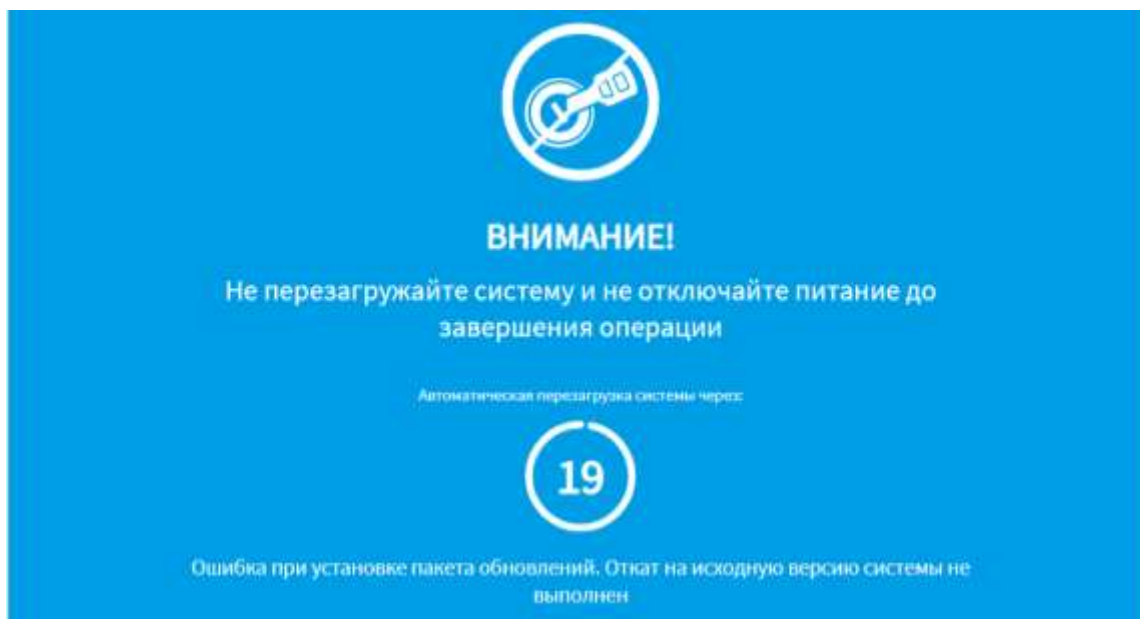 ВНИМАНИЕ!
Не перезагружайте систему и не отключайте питание до
завершения операции
Автоматическая перезагрузка системы через:
19
Ошибка при установке пакета обновлений. Откат на исходную версию системы не
выполнен